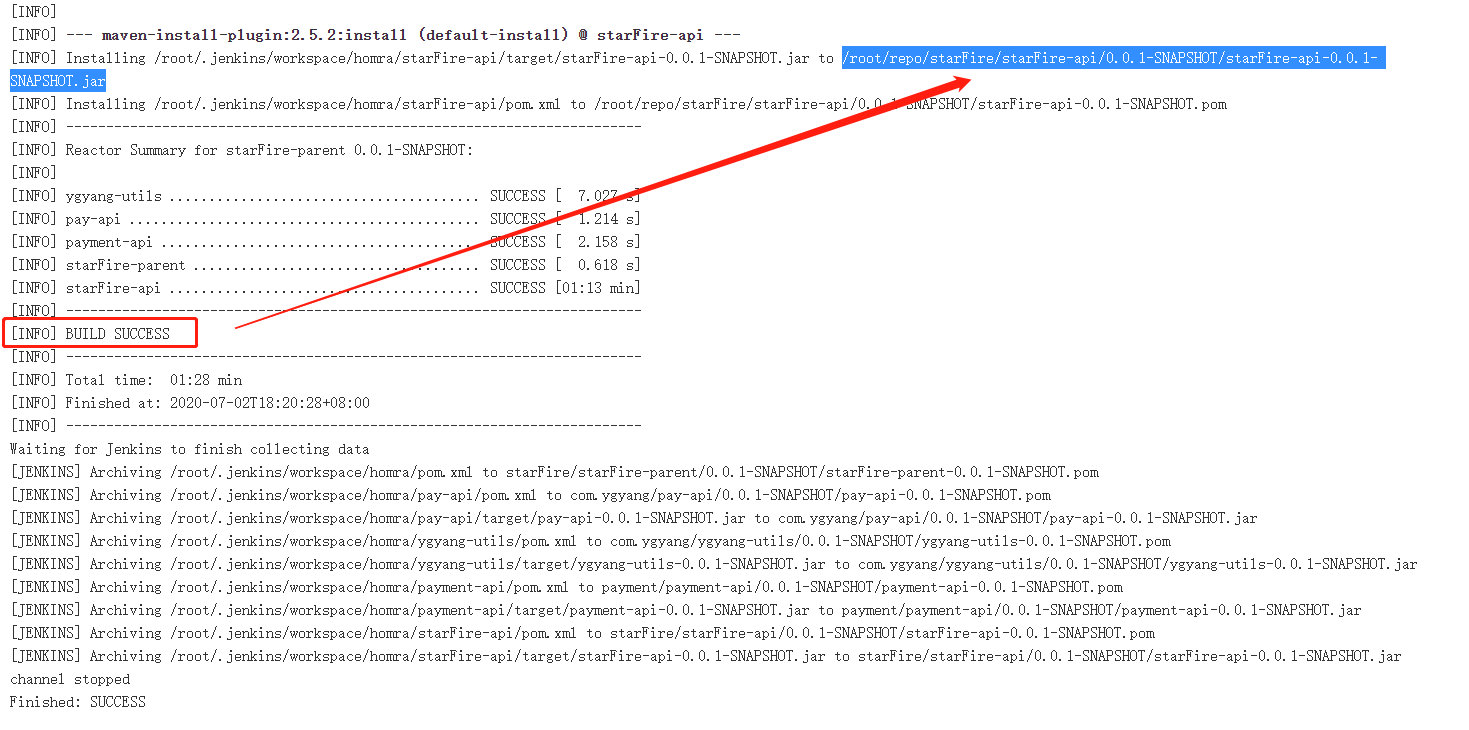 [INFO]
[INFO] --- maven-install-plugin:2.5.2:install (default-install) @ starFire-api ---
[INFO] Installing /root/.jenkins/workspace/homra/starFire-api/target/starFire-api-0.0.1-SNAPSHOT.jar to /root/repo/starFire/starFire-api/0.0.1-SNAPSHOT/starFire-api-0.0.1-
SNAPSHOT.jar
[INFO] Installing /root/.jenkins/workspace/homra/starFire-api/pom.xml to /root/repo/starFire/starFire-api/0.0.1-SNAPSHOT/starFire-api-0.0.1-SNAPSHOT.pom
[INFO] ------------------------------------------------------------------------
[INFO] Reactor Summary for starFire-parent 0.0.1-SNAPSHOT:
[INFO]
[INFO] ygyang-utils ....................................... SUCCESS [  7.027 s]
[INFO] pay-api ............................................ SUCCESS [  1.214 s]
[INFO] payment-api ........................................ SUCCESS [  2.158 s]
[INFO] starFire-parent .................................... SUCCESS [  0.618 s]
[INFO] starFire-api ....................................... SUCCESS [01:13 min]
[INFO] ------------------------------------------------------------------------
[INFO] BUILD SUCCESS
[INFO] ------------------------------------------------------------------------
[INFO] Total time:  01:28 min
[INFO] Finished at: 2020-07-02T18:20:28+08:00
[INFO] ------------------------------------------------------------------------
Waiting for Jenkins to finish collecting data
[JENKINS] Archiving /root/.jenkins/workspace/homra/pom.xml to starFire/starFire-parent/0.0.1-SNAPSHOT/starFire-parent-0.0.1-SNAPSHOT.pom
[JENKINS] Archiving /root/.jenkins/workspace/homra/pay-api/pom.xml to com.ygyang/pay-api/0.0.1-SNAPSHOT/pay-api-0.0.1-SNAPSHOT.pom
[JENKINS] Archiving /root/.jenkins/workspace/homra/pay-api/target/pay-api-0.0.1-SNAPSHOT.jar to com.ygyang/pay-api/0.0.1-SNAPSHOT/pay-api-0.0.1-SNAPSHOT.jar
[JENKINS] Archiving /root/.jenkins/workspace/homra/ygyang-utils/pom.xml to com.ygyang/ygyang-utils/0.0.1-SNAPSHOT/ygyang-utils-0.0.1-SNAPSHOT.pom
[JENKINS] Archiving /root/.jenkins/workspace/homra/ygyang-utils/target/ygyang-utils-0.0.1-SNAPSHOT.jar to com.ygyang/ygyang-utils/0.0.1-SNAPSHOT/ygyang-utils-0.0.1-SNAPSHOT.jar
[JENKINS] Archiving /root/.jenkins/workspace/homra/payment-api/pom.xml to payment/payment-api/0.0.1-SNAPSHOT/payment-api-0.0.1-SNAPSHOT.pom
[JENKINS] Archiving /root/.jenkins/workspace/homra/payment-api/target/payment-api-0.0.1-SNAPSHOT.jar to payment/payment-api/0.0.1-SNAPSHOT/payment-api-0.0.1-SNAPSHOT.jar
[JENKINS] Archiving /root/.jenkins/workspace/homra/starFire-api/pom.xml to starFire/starFire-api/0.0.1-SNAPSHOT/starFire-api-0.0.1-SNAPSHOT.pom
[JENKINS] Archiving /root/.jenkins/workspace/homra/starFire-api/target/starFire-api-0.0.1-SNAPSHOT.jar to starFire/starFire-api/0.0.1-SNAPSHOT/starFire-api-0.0.1-SNAPSHOT.jar
channel stopped
Finished: SUCCESS